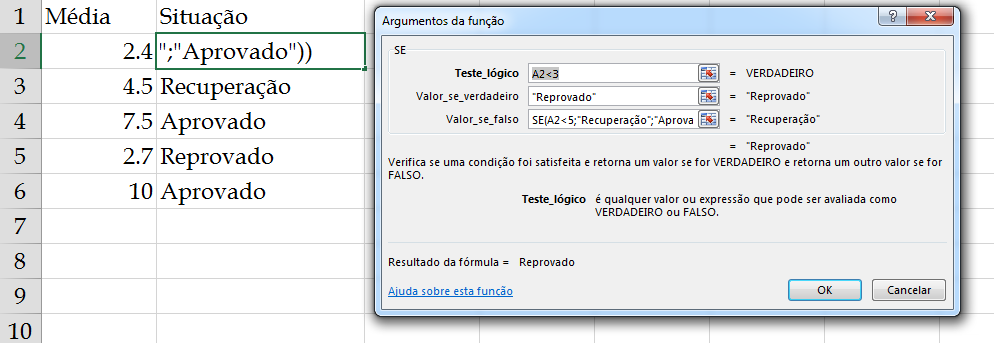 1 Média Situação
2 2.4 ";"Aprovado"))
3 4.5 Recuperação
4 7.5 Aprovado
5 2.7 Reprovado
6 10 Aprovado
7
8
9
10
Argumentos da função
?
SE
Teste_lógico A2<3 = VERDADEIRO
Valor_se_verdadeiro "Reprovado" = "Reprovado"
Valor_se_falso SE(A2<5;"Recuperação";"Aprova = "Recuperação"
= "Reprovado"
Verifica se uma condição foi satisfeita e retorna um valor se for VERDADEIRO e retorna um outro valor se for
FALSO.
Teste_lógico é qualquer valor ou expressão que pode ser avaliada como
VERDADEIRO ou FALSO.
Resultado da fórmula = Reprovado
Ajuda sobre esta função
OK Cancelar